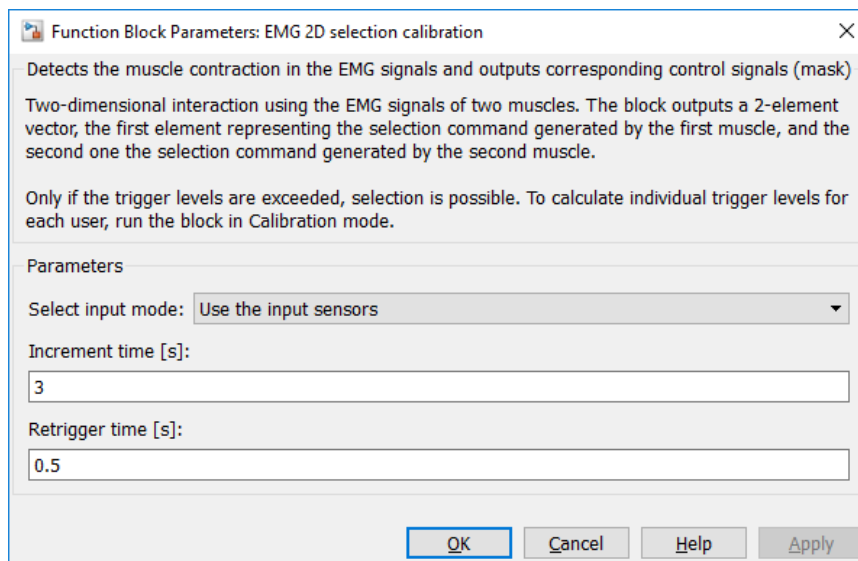 Function Block Parameters: EMG 2D selection calibration
Detects the muscle contraction in the EMG signals and outputs corresponding control signals (mask)
Two-dimensional interaction using the EMG signals of two muscles. The block outputs a 2-element
vector, the first element representing the selection command generated by the first muscle, and the
second one the selection command generated by the second muscle.
Only if the trigger levels are exceeded, selection is possible. To calculate individual trigger levels for
each user, run the block in Calibration mode.
Parameters
Select input mode: Use the input sensors
Increment time [s]:
3
Retrigger time [s]:
0.5
OK Cancel Help Apply